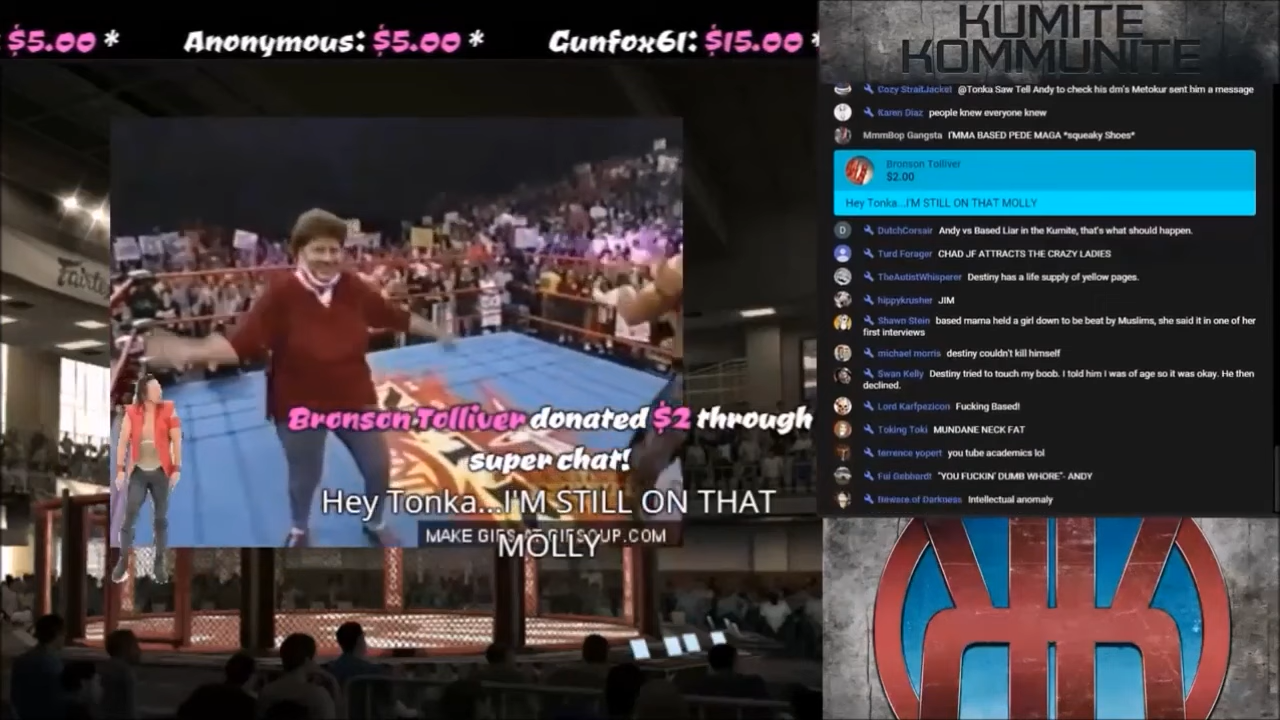 $5.00 *
Anonymous: $5.00 *
Gunfox61: $15.00 *
KUMITE
KOMMUNITE
Cozy StraitJacket @Tonka Saw Tell Andy to check his dm's Metokur sent him a message
Karen Diaz people knew everyone knew
MmmBop Gangsta I'MMA BASED PEDE MAGA *squeaky Shoes*
Bronson Tolliver
$2.00
Hey Tonka...I'M STILL ON THAT MOLLY
DutchCorsair Andy vs Based Liar in the Kumite, that's what should happen.
Turd Forager CHAD JF ATTRACTS THE CRAZY LADIES
TheAutistWhisperer Destiny has a life supply of yellow pages.
hippykrusher JIM
Shawn Stein based mama held a girl down to be beat by Muslims, she said it in one of her
first interviews
michael morris destiny couldn't kill himself
Swan Kelly Destiny tried to touch my boob. I told him I was of age so it was okay. He then
declined.
Lord Karfpezicon Fucking Based!
Toking Toki MUNDANE NECK FAT
terrence yopert you tube academics lol
Fui Gebhardt "YOU FUCKIN' DUMB WHORE"- ANDY
Beware of Darkness Intellectual anomaly
Fairtex
Bronson Tolliver donated $2 through
super chat!
Hey Tonka...I'M STILL ON THAT
MOLLY
MAKE GIFS AT GIFSOUP.COM
KK